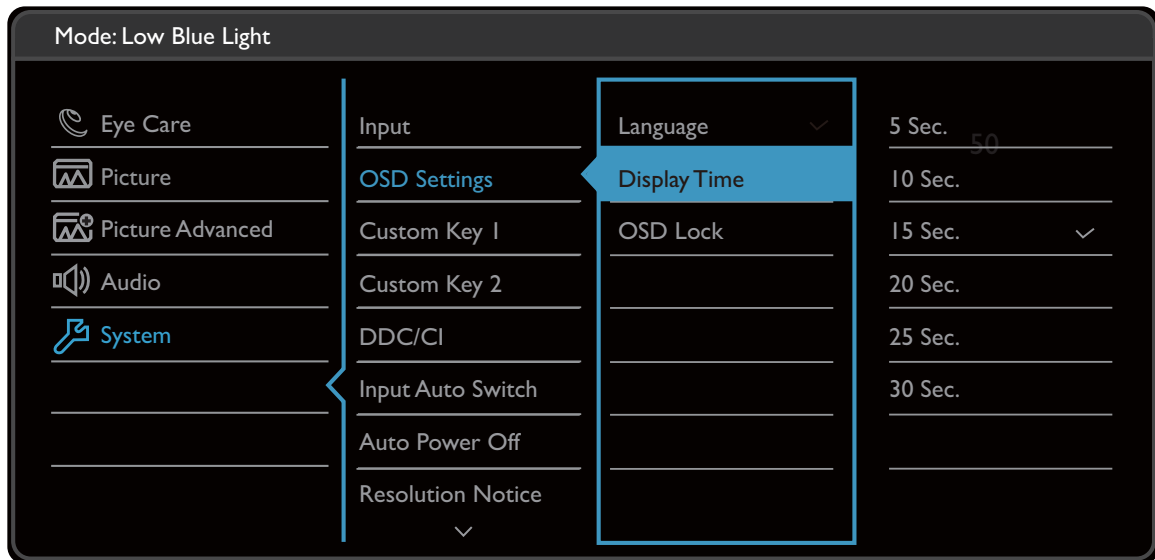 Mode: Low Blue Light
Eye Care
Picture
Picture Advanced
Audio
System
Input
OSD Settings
Custom Key 1
Custom Key 2
DDC/CI
Input Auto Switch
Auto Power Off
Resolution Notice
Language
Display Time
OSD Lock
5 Sec.
50
10 Sec.
15 Sec.
20 Sec.
25 Sec.
30 Sec.